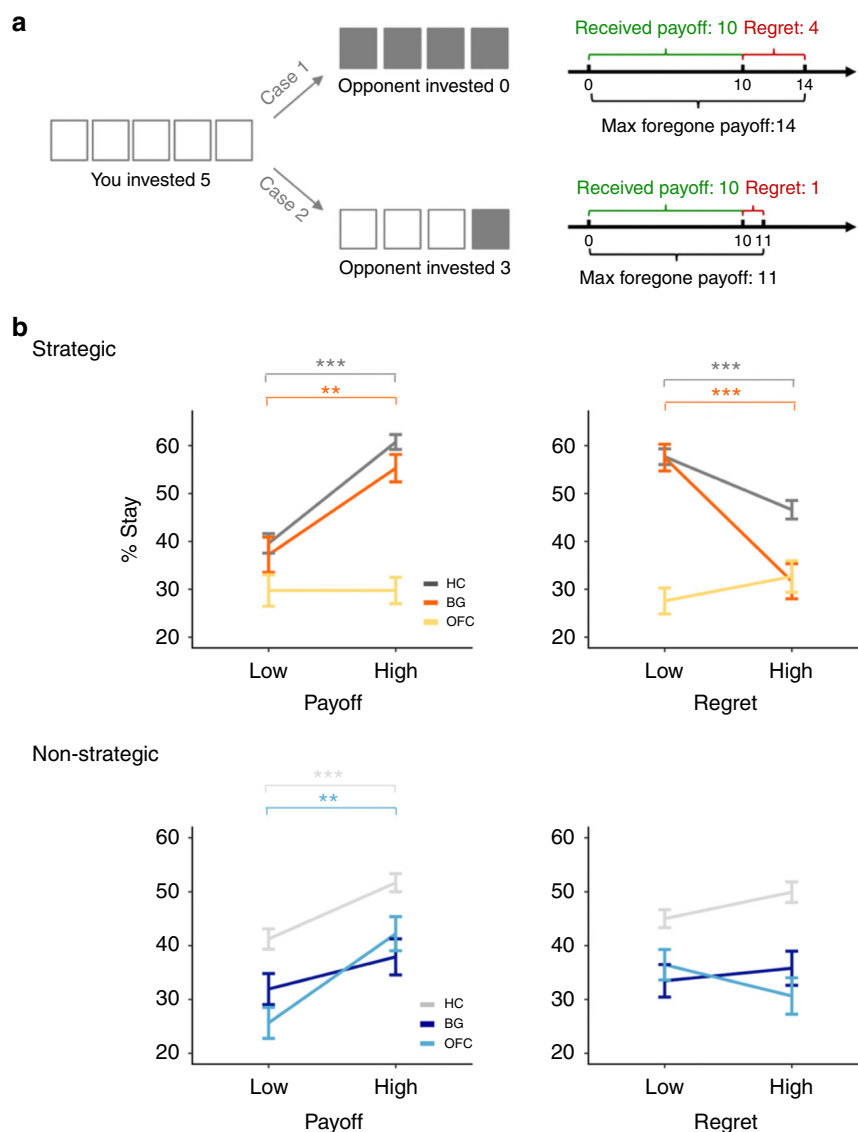 a
Case 1
Opponent invested 0
Received payoff: 10 Regret: 4
0 10 14
Max foregone payoff:14
You invested 5
Case 2
Opponent invested 3
Received payoff: 10 Regret: 1
0 10 11
Max foregone payoff: 11
b
Strategic
***
**
% Stay
60
50
40
30
20
HC
BG
OFC
Low High
Payoff
***
***
60
50
40
30
20
Low High
Regret
Non-strategic
***
**
60
50
40
30
20
HC
BG
OFC
Low High
Payoff
60
50
40
30
20
Low High
Regret